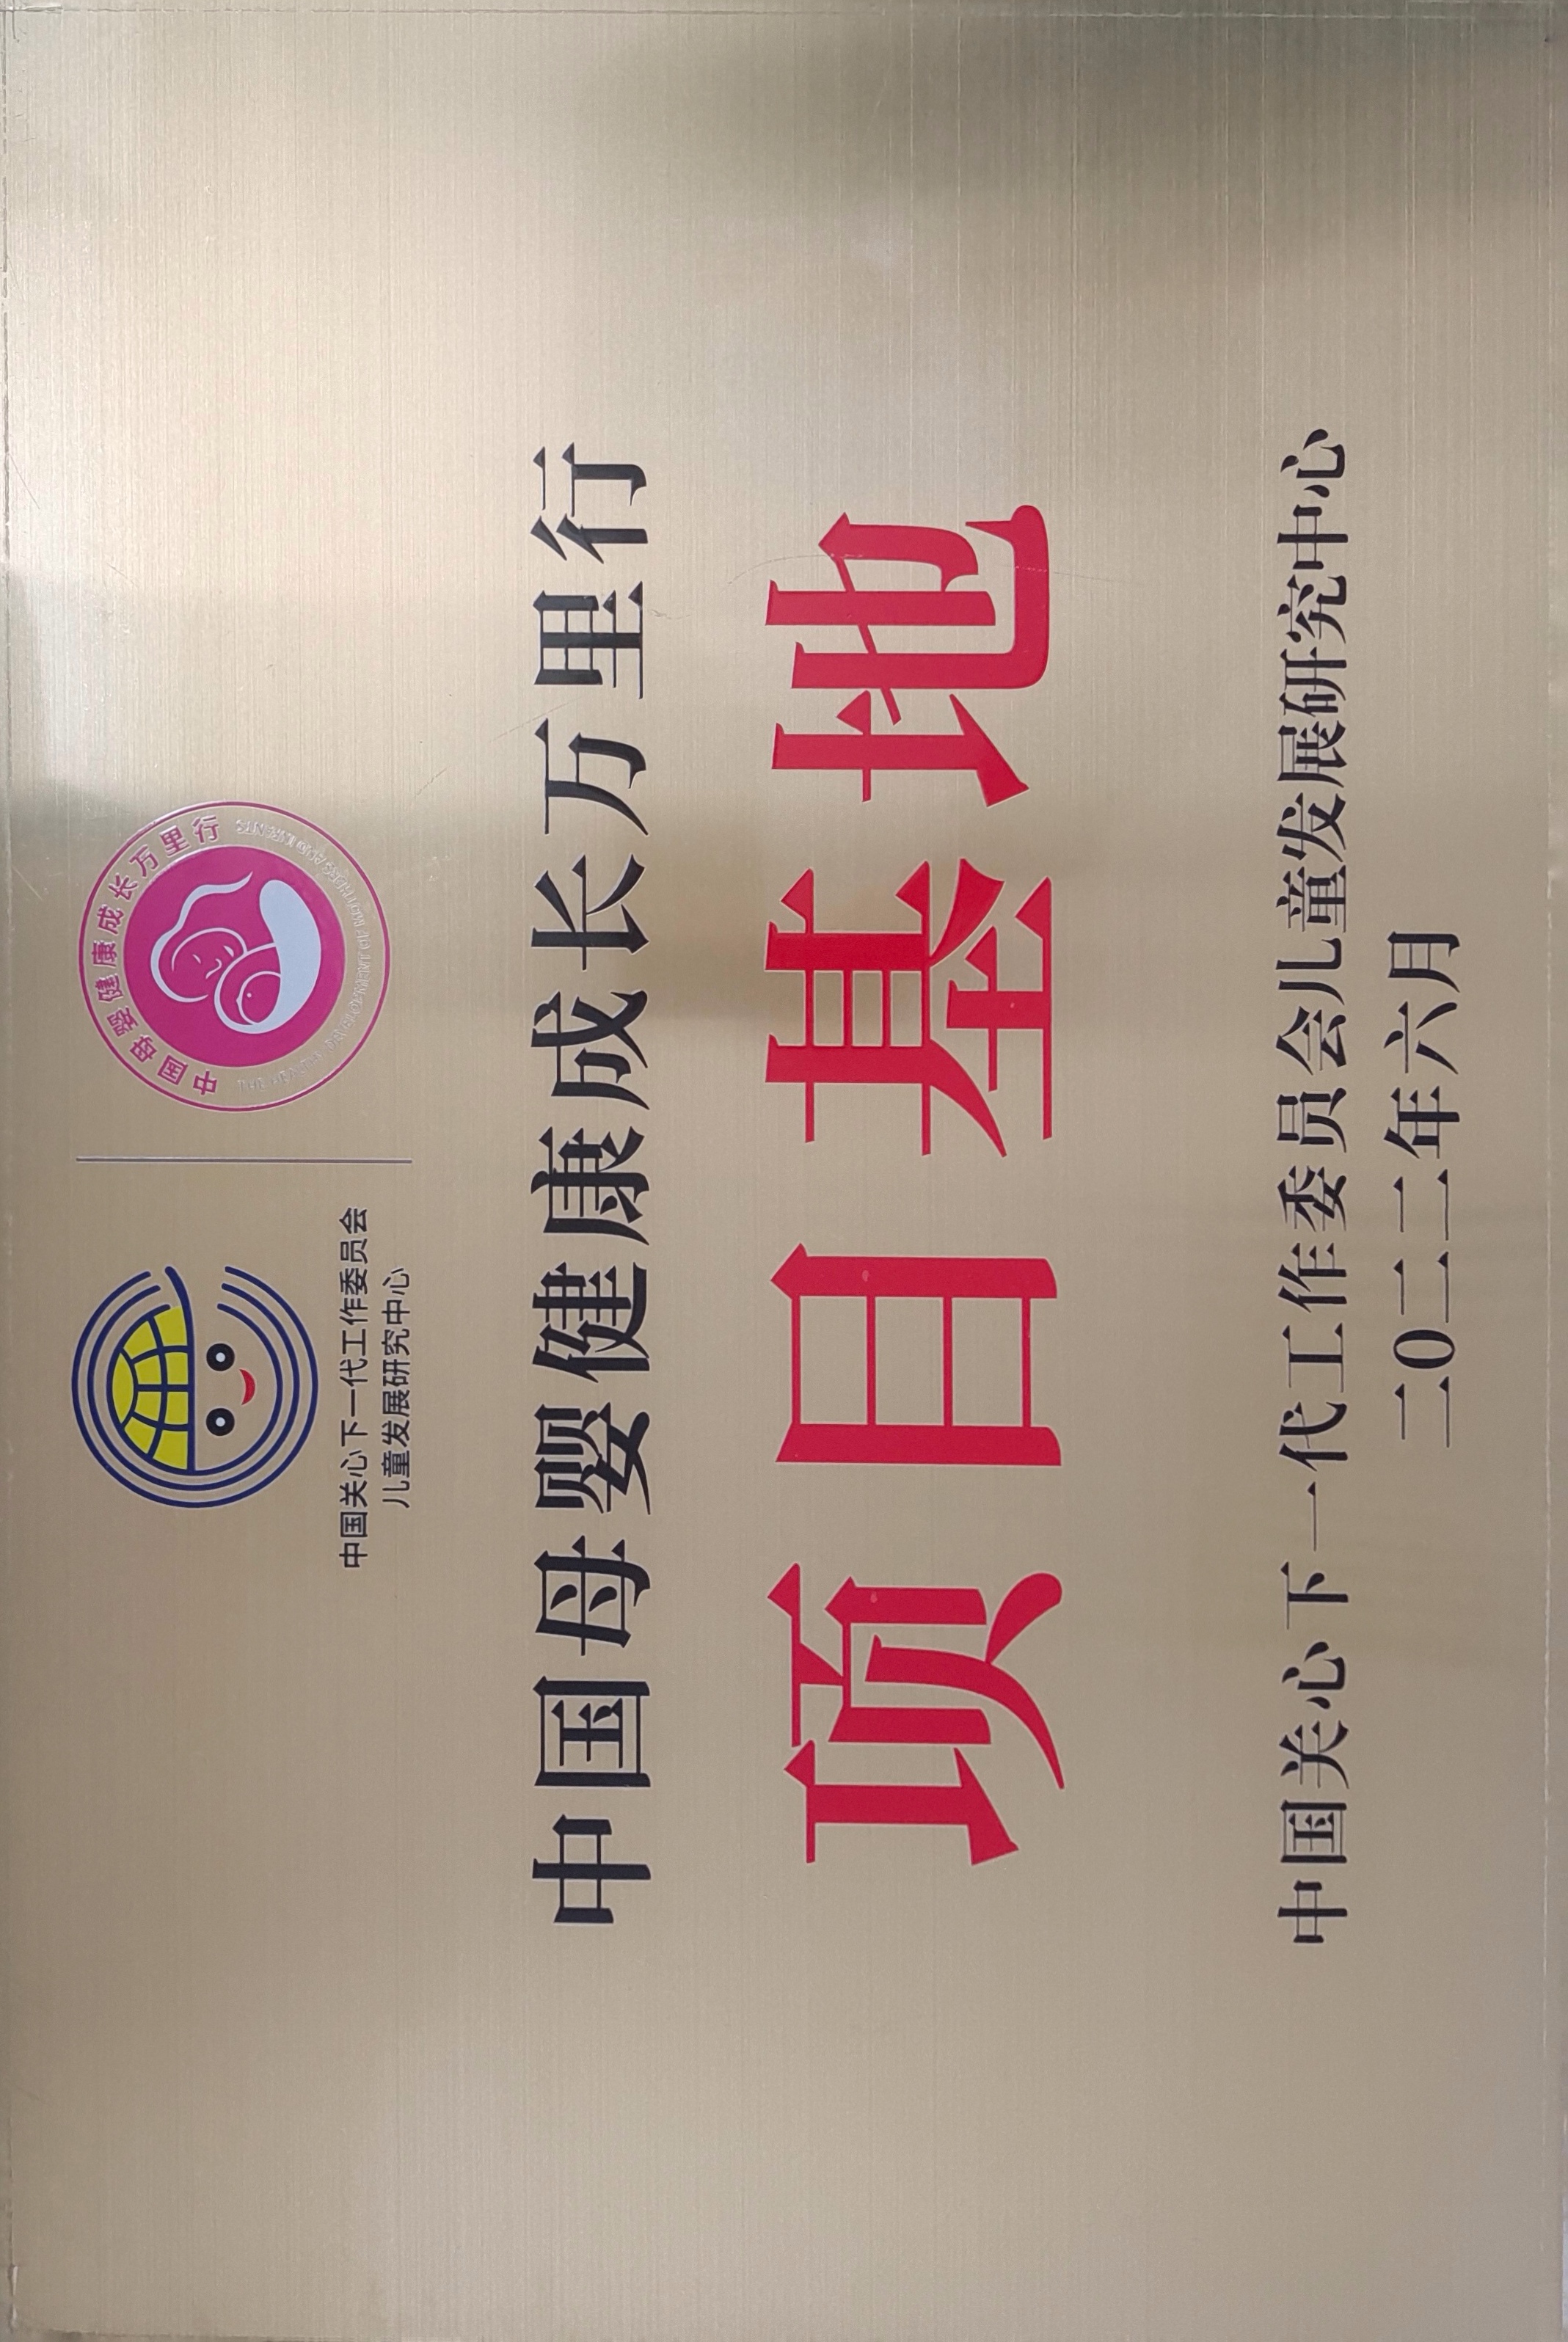 中国关心下一代工作委员会
儿童发展研究中心
中国母婴健康成长万里行
中国母婴健康成长万里行
项目基地
中国关心下一代工作委员会儿童发展研究中心
二〇二二年六月